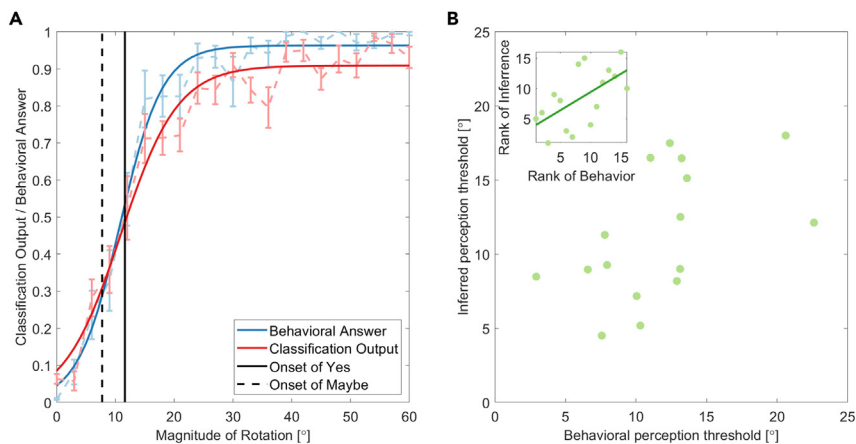 A
Classification Output / Behavioral Answer
1
0.9
0.8
0.7
0.6
0.5
0.4
0.3
0.2
0.1
0
0 10 20 30 40 50 60
Magnitude of Rotation [°]
Behavioral Answer
Classification Output
Onset of Yes
Onset of Maybe
B
Inferred perception threshold [°]
25
20
15
10
5
0
0 5 10 15 20 25
Behavioral perception threshold [°]
Rank of Inferrence
15
10
5
5 10 15
Rank of Behavior